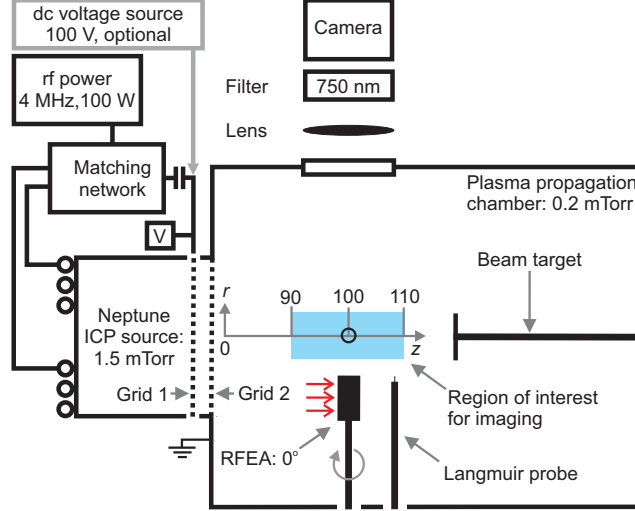 dc voltage source
100 V, optional
Camera
rf power
4 MHz,100 W
Filter
750 nm
Lens
Matching
network
Plasma propagation
chamber: 0.2 mTorr
V
Beam target
r
90
100
110
0
z
Neptune
ICP source:
1.5 mTorr
Grid 1
Grid 2
Region of interest
for imaging
RFEA: 0°
Langmuir probe